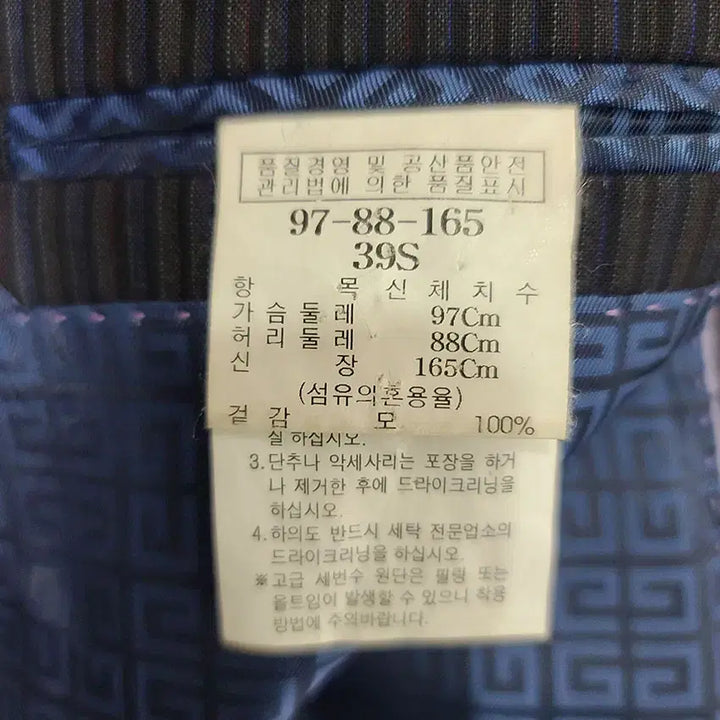 품질경영 및 공산품안전
관리법에 의한 품질표시
97-88-165
39S
항 목 신체치수
가슴둘레 97Cm
허리둘레 88Cm
신 장 165Cm
(섬유의혼용율)
겉감 모 100%
실 하십시오.
3.단추나 악세사리는 포장을 하거
나 제거한 후에 드라이크리닝을
하십시오.
4.하의도 반드시 세탁 전문업소의
드라이크리닝을 하십시오.
※고급 세번수 원단은 필링 또는
올트임이 발생할 수 있으니 착용
방법에 주의바랍니다.